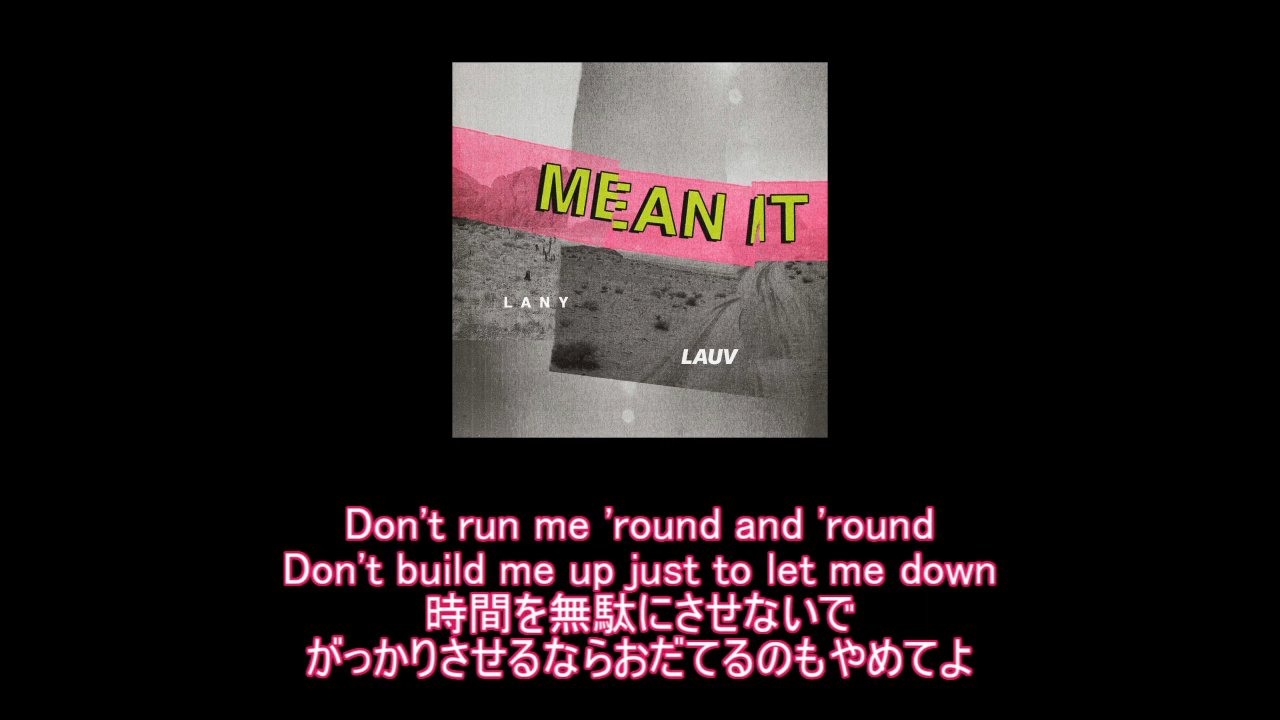 MEAN IT
LANY
LAUV
Don't run me 'round and 'round
Don't build me up just to let me down
時間を無駄にさせないで
がっかりさせるならおだてるのもやめてよ